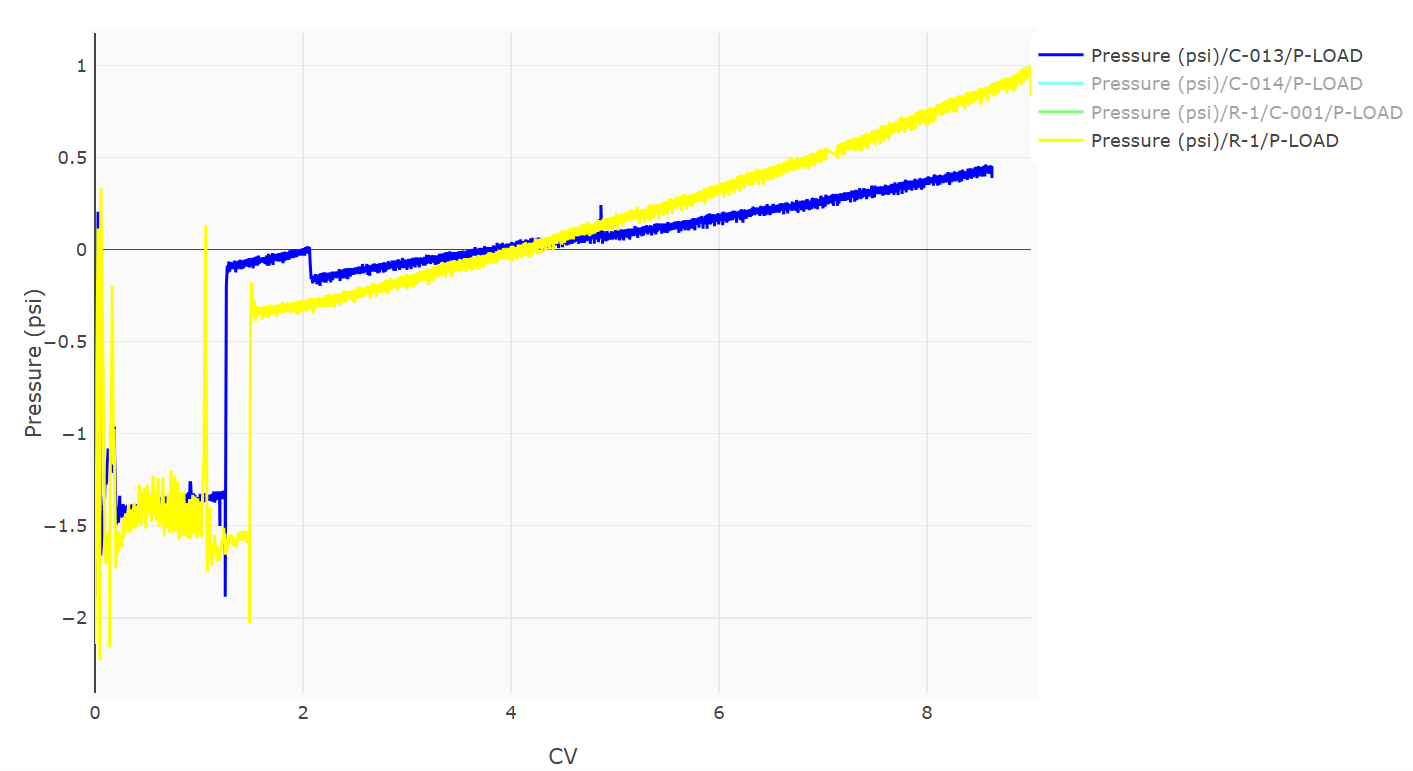 Pressure (psi)
1
0.5
0
−0.5
−1
−1.5
−2
0
2
4
6
8
CV
Pressure (psi)/C-013/P-LOAD
Pressure (psi)/C-014/P-LOAD
Pressure (psi)/R-1/C-001/P-LOAD
Pressure (psi)/R-1/P-LOAD